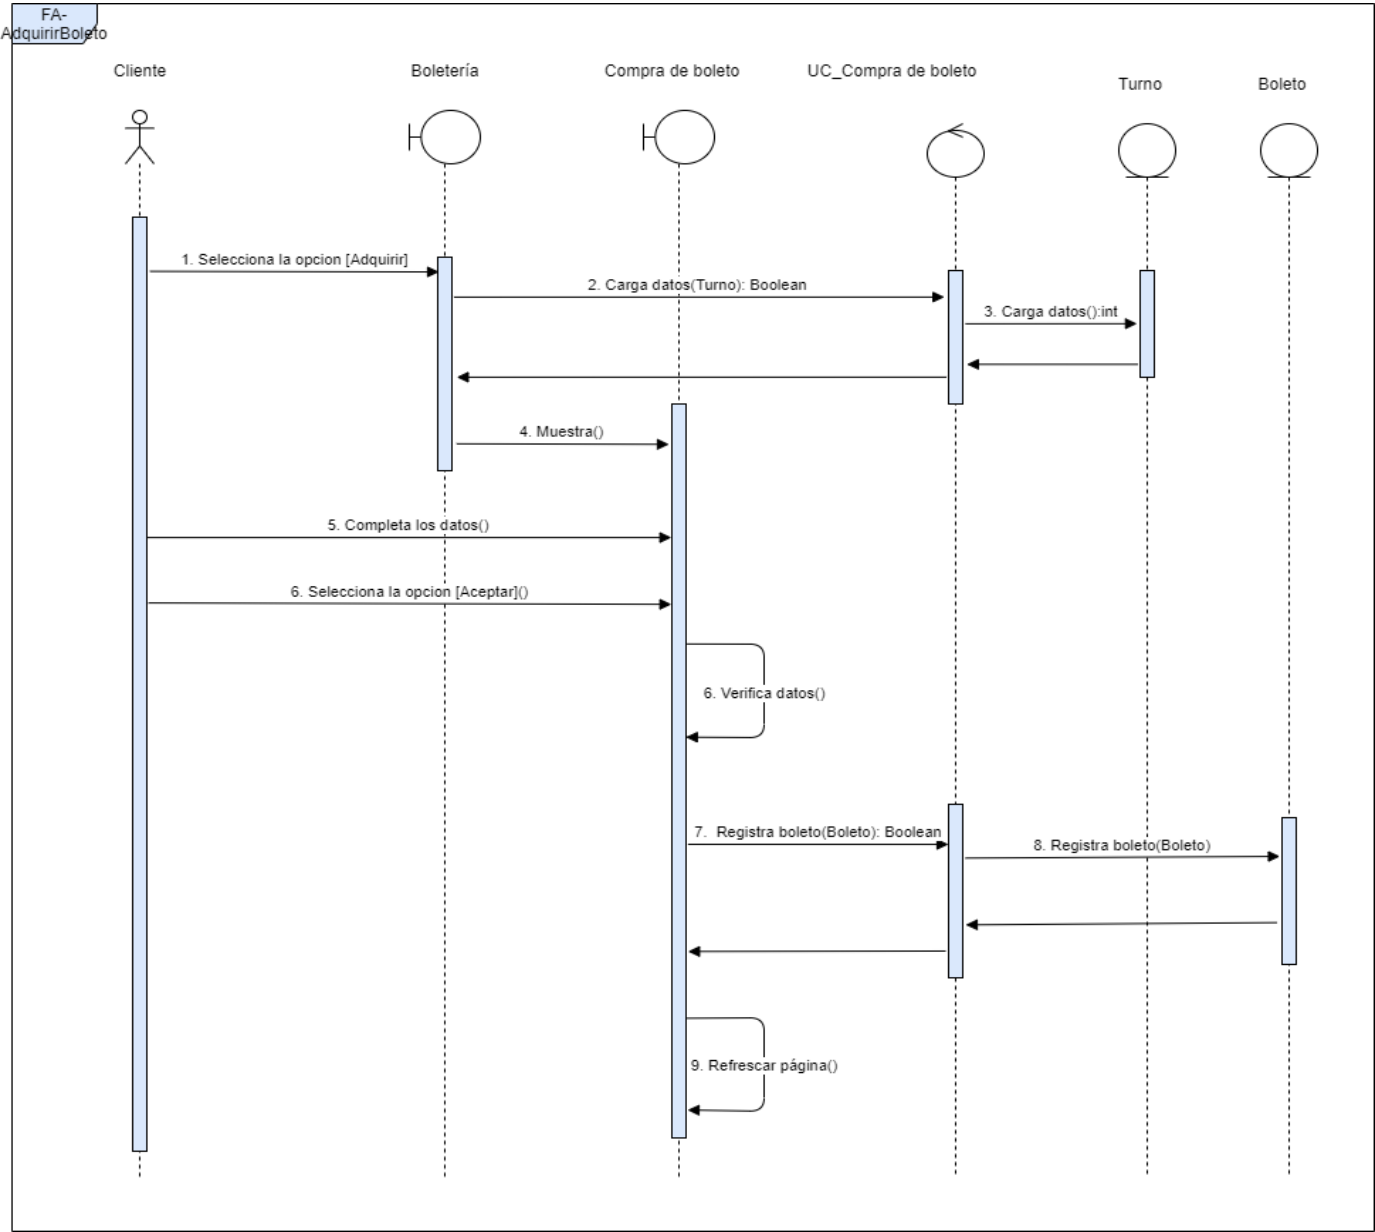 FA-
AdquirirBoleto
Cliente
Boletería
Compra de boleto
UC_Compra de boleto
Turno
Boleto
1. Selecciona la opcion [Adquirir]
2. Carga datos(Turno): Boolean
3. Carga datos():int
4. Muestra()
5. Completa los datos()
6. Selecciona la opcion [Aceptar]()
6. Verifica datos()
7.  Registra boleto(Boleto): Boolean
8. Registra boleto(Boleto)
9. Refrescar página()